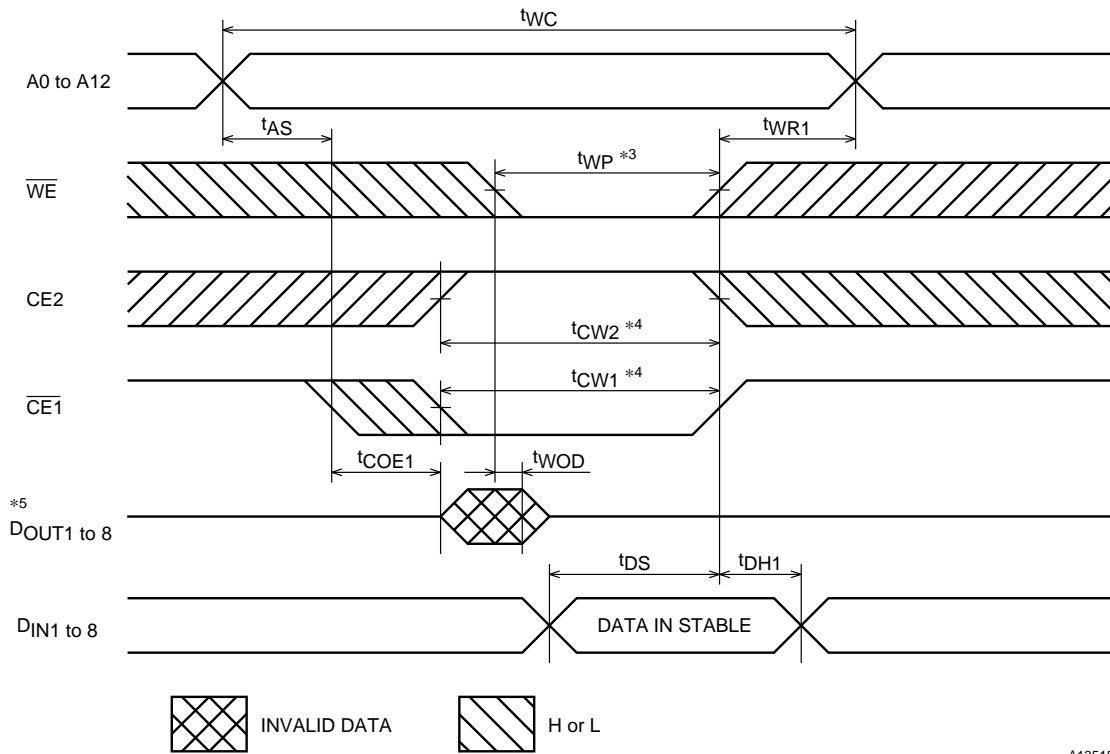 tWC
A0 to A12
tAS
tWR1
tWP *3
WE
CE2
tCW2 *4
tCW1 *4
CE1
tCOE1
tWOD
*5
DOUT1 to 8
tDS
tDH1
DIN1 to 8
DATA IN STABLE
INVALID DATA
H or L